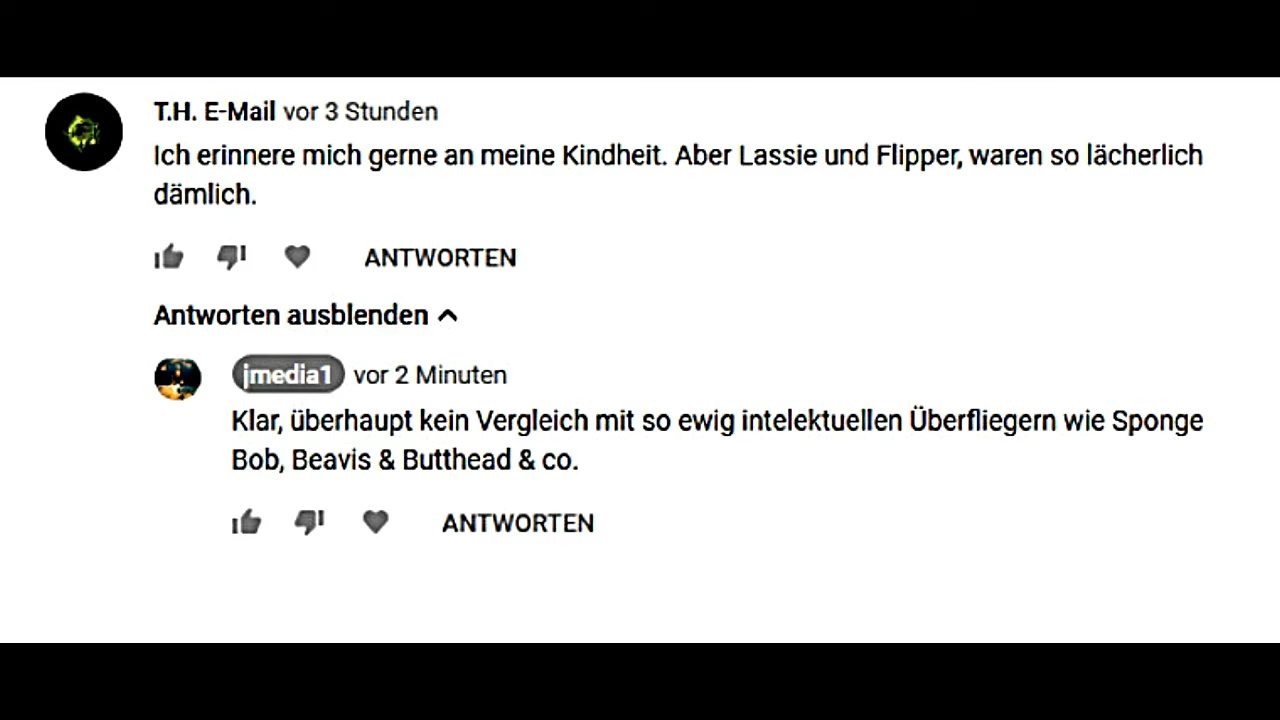 T.H. E-Mail vor 3 Stunden
Ich erinnere mich gerne an meine Kindheit. Aber Lassie und Flipper, waren so lächerlich
dämlich.
ANTWORTEN
Antworten ausblenden
jmedia1 vor 2 Minuten
Klar, überhaupt kein Vergleich mit so ewig intelektuellen Überfliegern wie Sponge
Bob, Beavis & Butthead & co.
ANTWORTEN